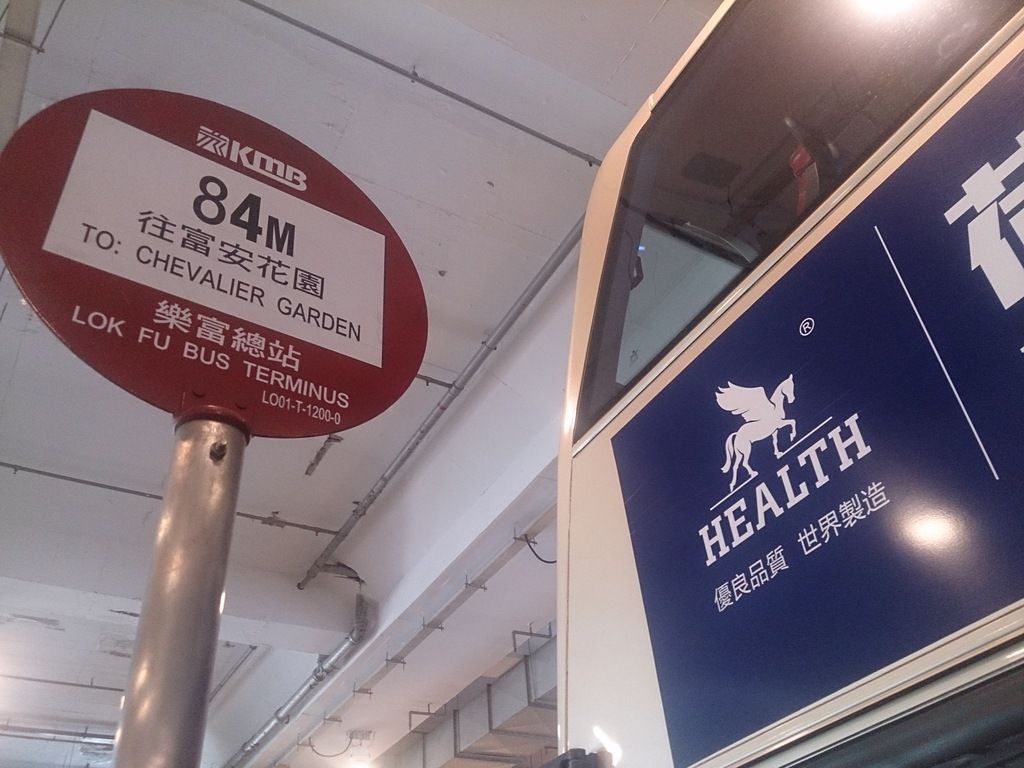 KMB
84M
往富安花園
TO: CHEVALIER GARDEN
樂富總站
LOK FU BUS TERMINUS
LO01-T-1200-0
®
HEALTH
優良品質 世界製造